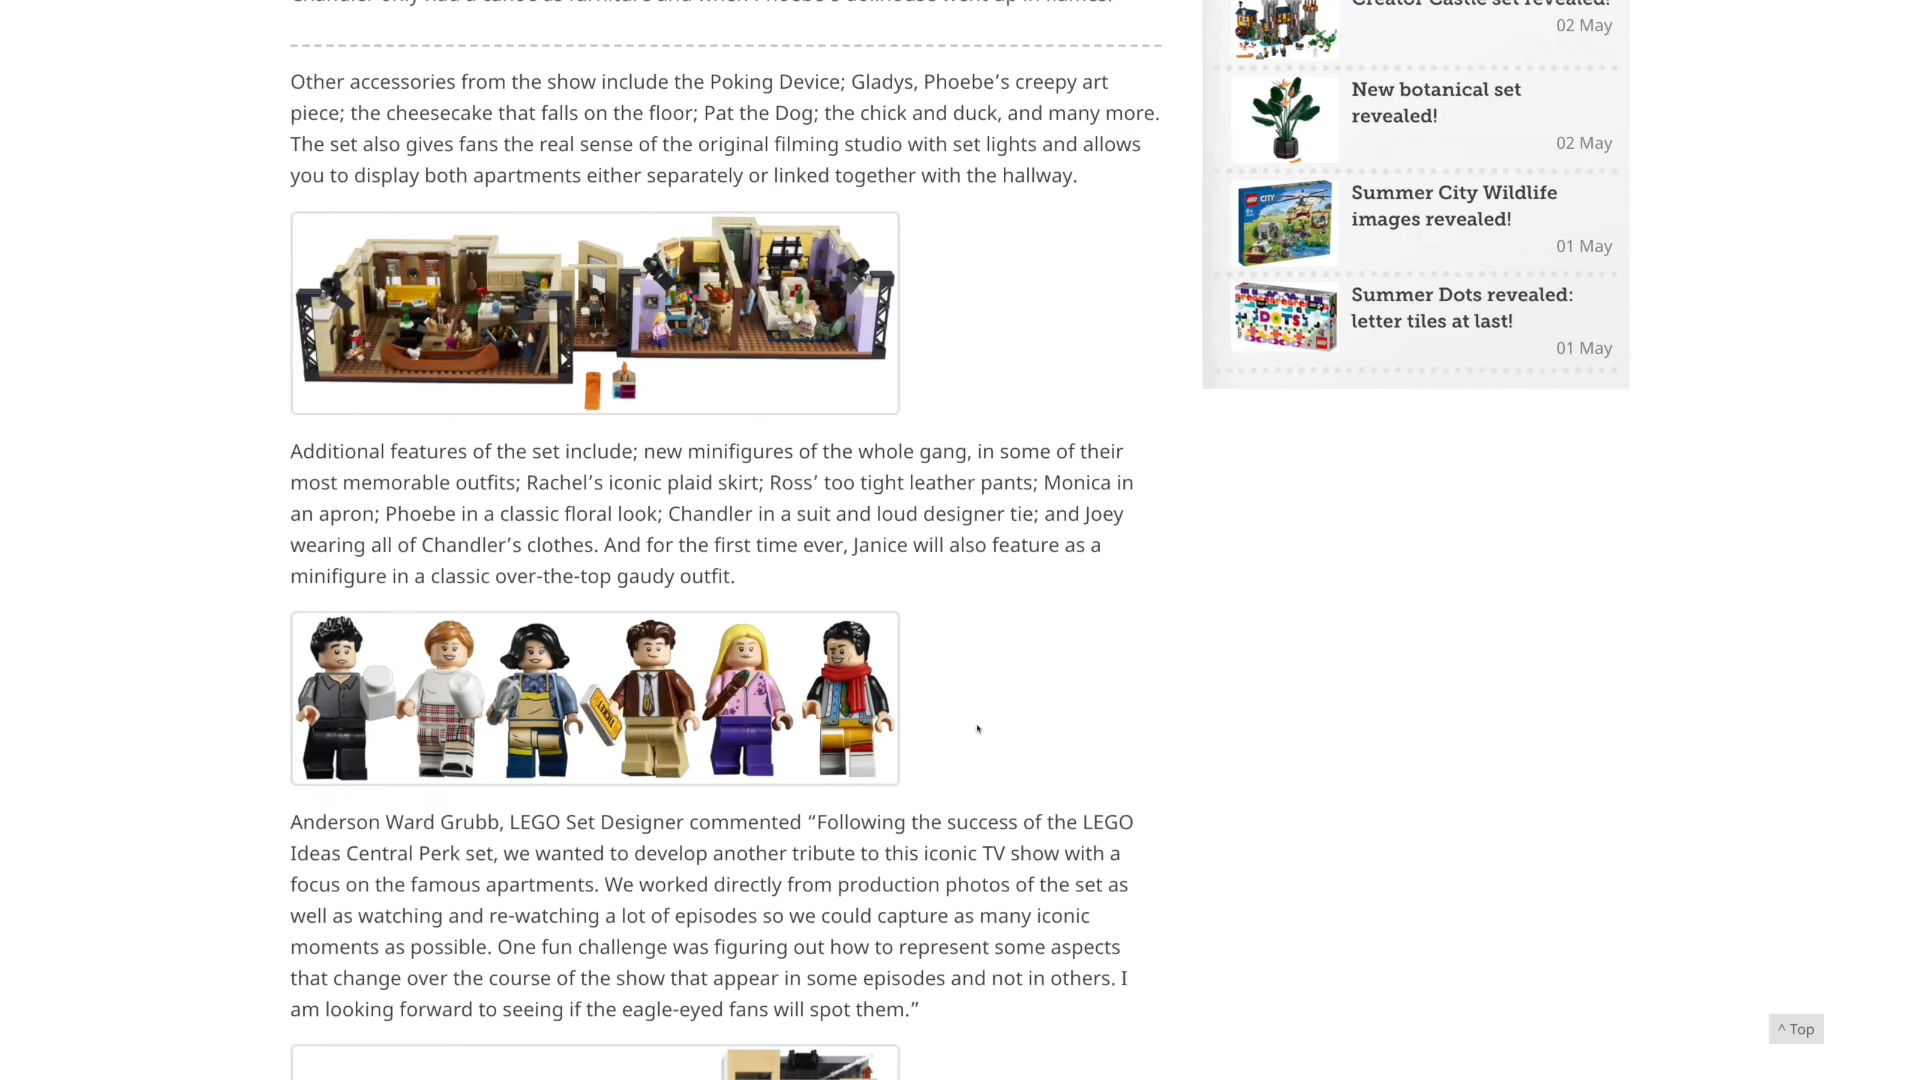 Other accessories from the show include the Poking Device; Gladys, Phoebe’s creepy art
piece; the cheesecake that falls on the floor; Pat the Dog; the chick and duck, and many more.
The set also gives fans the real sense of the original filming studio with set lights and allows
you to display both apartments either separately or linked together with the hallway.
Additional features of the set include; new minifigures of the whole gang, in some of their
most memorable outfits; Rachel’s iconic plaid skirt; Ross’ too tight leather pants; Monica in
an apron; Phoebe in a classic floral look; Chandler in a suit and loud designer tie; and Joey
wearing all of Chandler’s clothes. And for the first time ever, Janice will also feature as a
minifigure in a classic over-the-top gaudy outfit.
TICKET
Anderson Ward Grubb, LEGO Set Designer commented “Following the success of the LEGO
Ideas Central Perk set, we wanted to develop another tribute to this iconic TV show with a
focus on the famous apartments. We worked directly from production photos of the set as
well as watching and re-watching a lot of episodes so we could capture as many iconic
moments as possible. One fun challenge was figuring out how to represent some aspects
that change over the course of the show that appear in some episodes and not in others. I
am looking forward to seeing if the eagle-eyed fans will spot them.”
Creator Castle set revealed!
02 May
New botanical set
revealed!
02 May
CITY
Summer City Wildlife
images revealed!
01 May
DOTS
Summer Dots revealed:
letter tiles at last!
01 May
^ Top